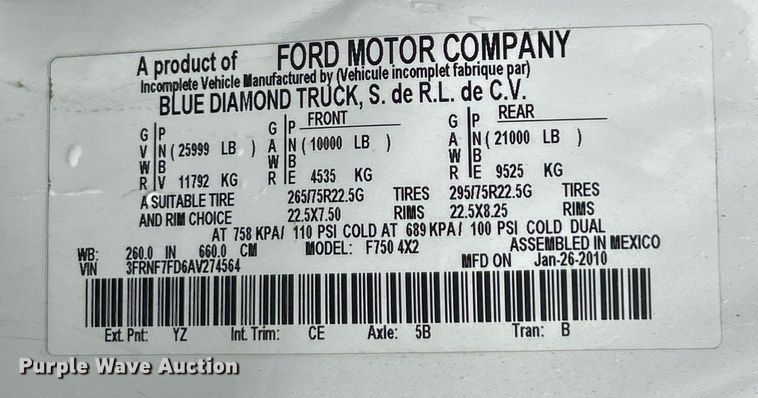 A product of FORD MOTOR COMPANY
Incomplete Vehicle Manufactured by (Vehicule incomplet fabrique par)
BLUE DIAMOND TRUCK, S. de R.L. de C.V.
FRONT REAR
G P G P G P
V N ( 25999 LB ) A N ( 10000 LB ) A N ( 21000 LB )
W B W B W B
R V 11792 KG R E 4535 KG R E 9525 KG
A SUITABLE TIRE 265/75R22.5G TIRES 295/75R22.5G TIRES
AND RIM CHOICE 22.5X7.50 RIMS 22.5X8.25 RIMS
AT 758 KPA/ 110 PSI COLD AT 689 KPA/ 100 PSI COLD DUAL
WB: 260.0 IN 660.0 CM MODEL: F750 4X2 ASSEMBLED IN MEXICO
VIN 3FRNF7FD6AV274564 MFD ON Jan-26-2010
Ext. Pnt: YZ Int. Trim: CE Axle: 5B Tran: B
Purple Wave Auction